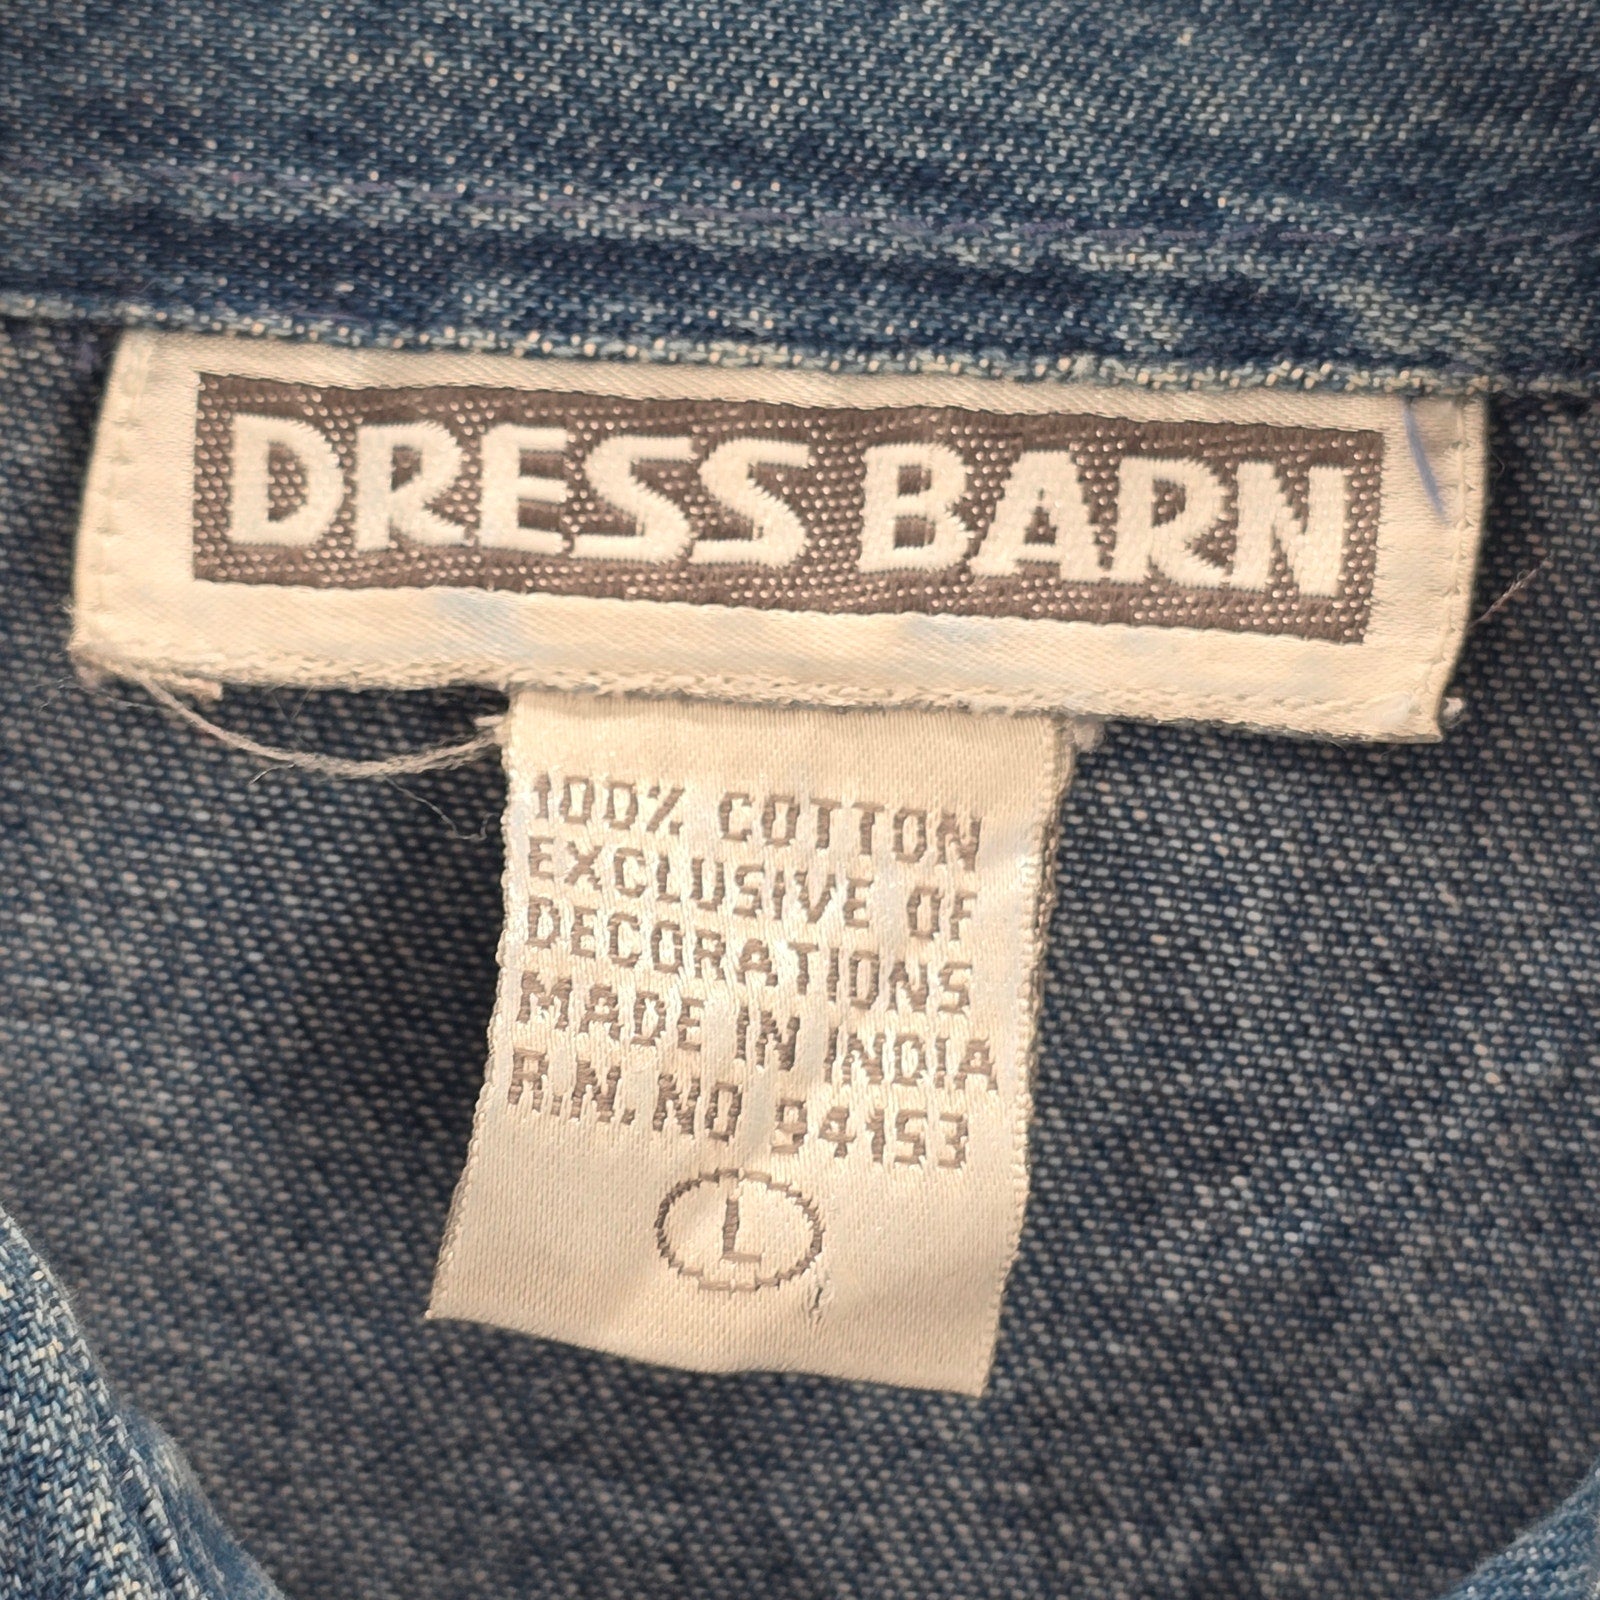 DRESS BARN
100% COTTON
EXCLUSIVE OF
DECORATIONS
MADE IN INDIA
R.N. NO 94153
L